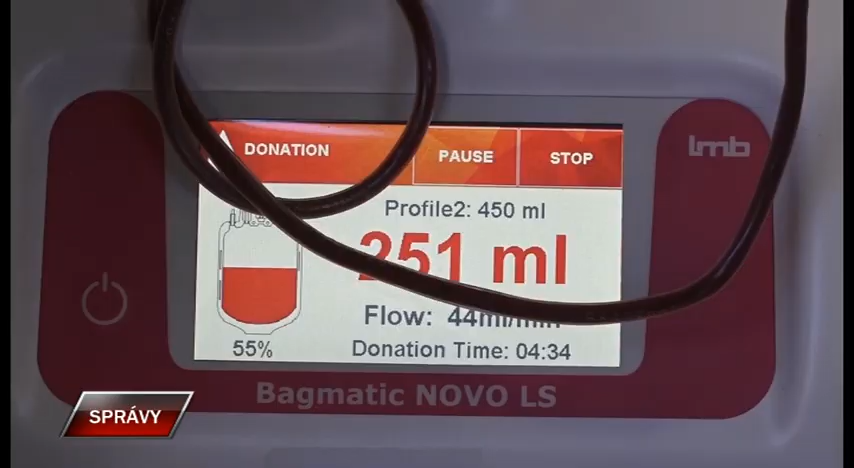 DONATION
PAUSE
STOP
lmb
Profile2: 450 ml
251 ml
Flow: 44ml/min
55%
Donation Time: 04:34
Bagmatic NOVO LS
SPRÁVY